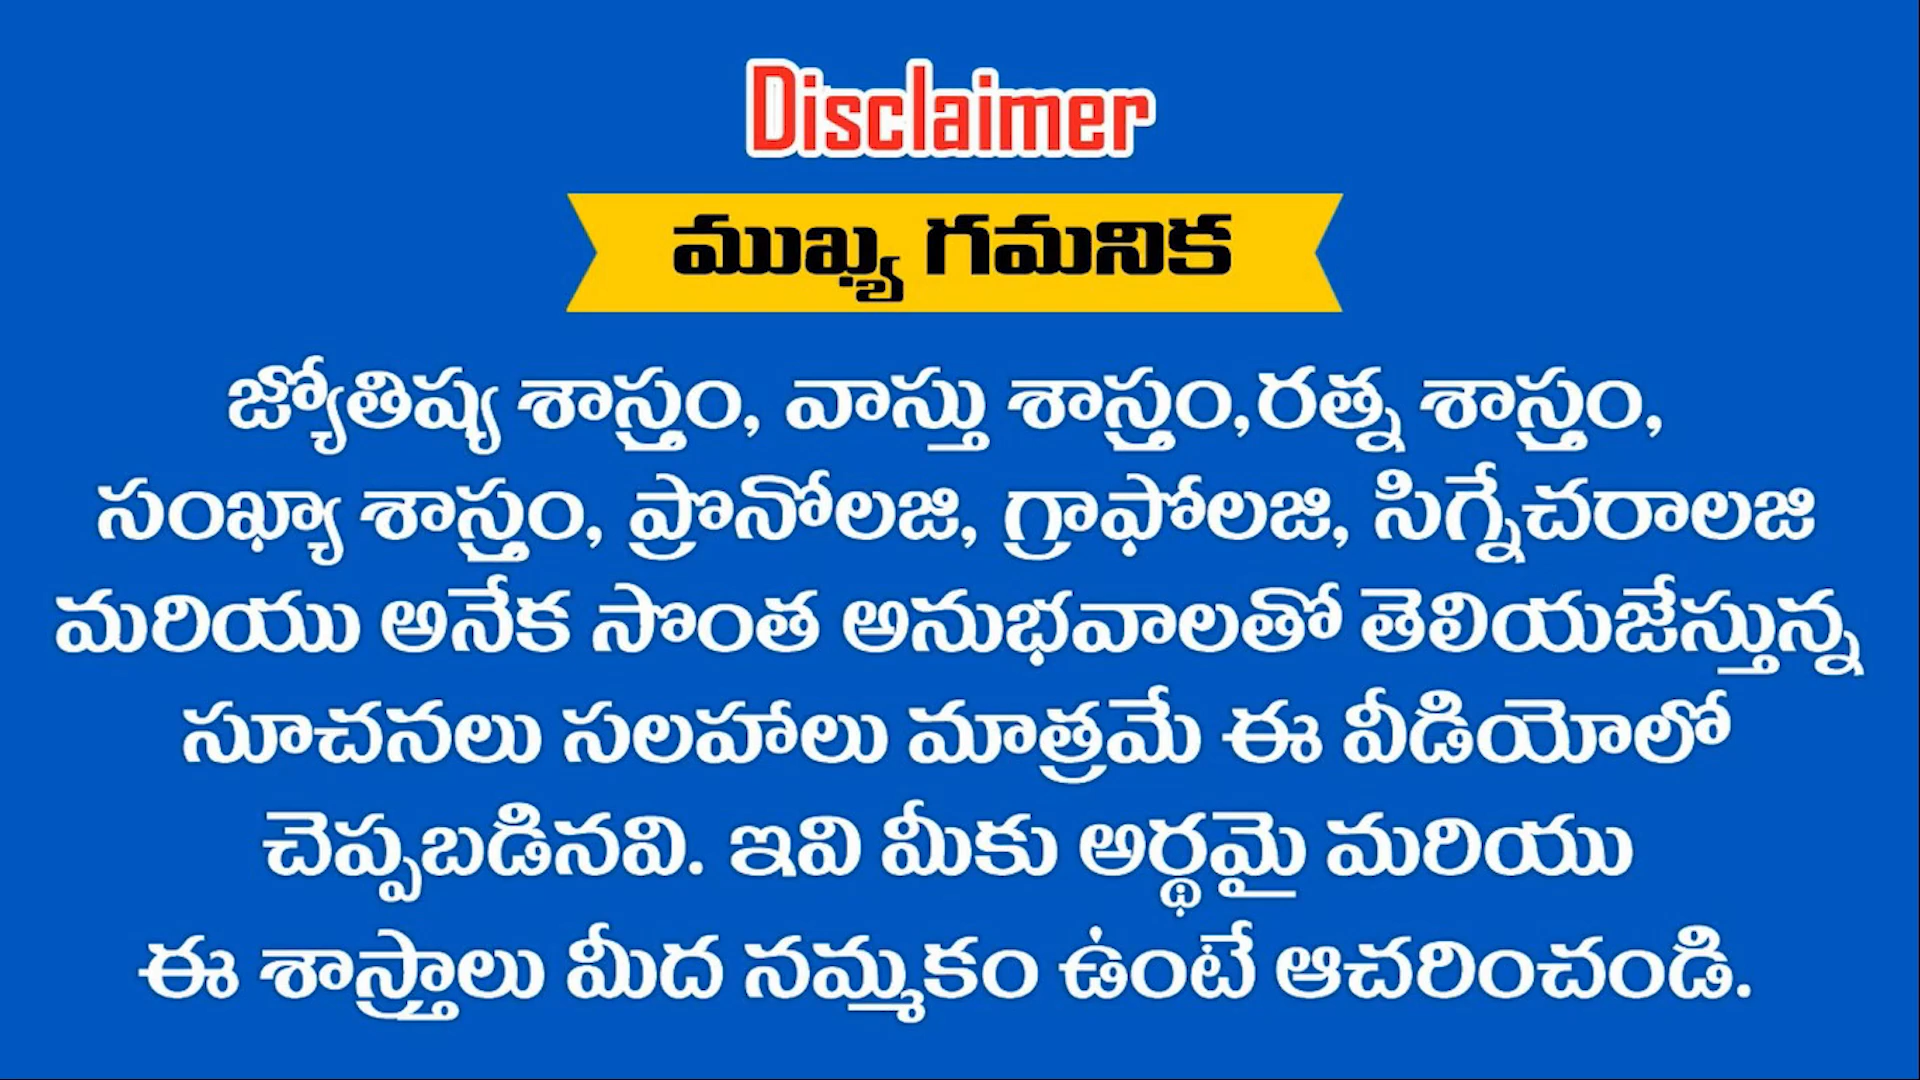 Disclaimer
ముఖ్య గమనిక
జ్యోతిష్య శాస్త్రం, వాస్తు శాస్త్రం,రత్న శాస్త్రం,
సంఖ్యా శాస్త్రం, ప్రొనోలజి, గ్రాఫోలజి, సిగ్నేచరాలజి
మరియు అనేక సొంత అనుభవాలతో తెలియజేస్తున్న
సూచనలు సలహాలు మాత్రమే ఈ వీడియోలో
చెప్పబడినవి. ఇవి మీకు అర్థమై మరియు
ఈ శాస్త్రాలు మీద నమ్మకం ఉంటే ఆచరించండి.